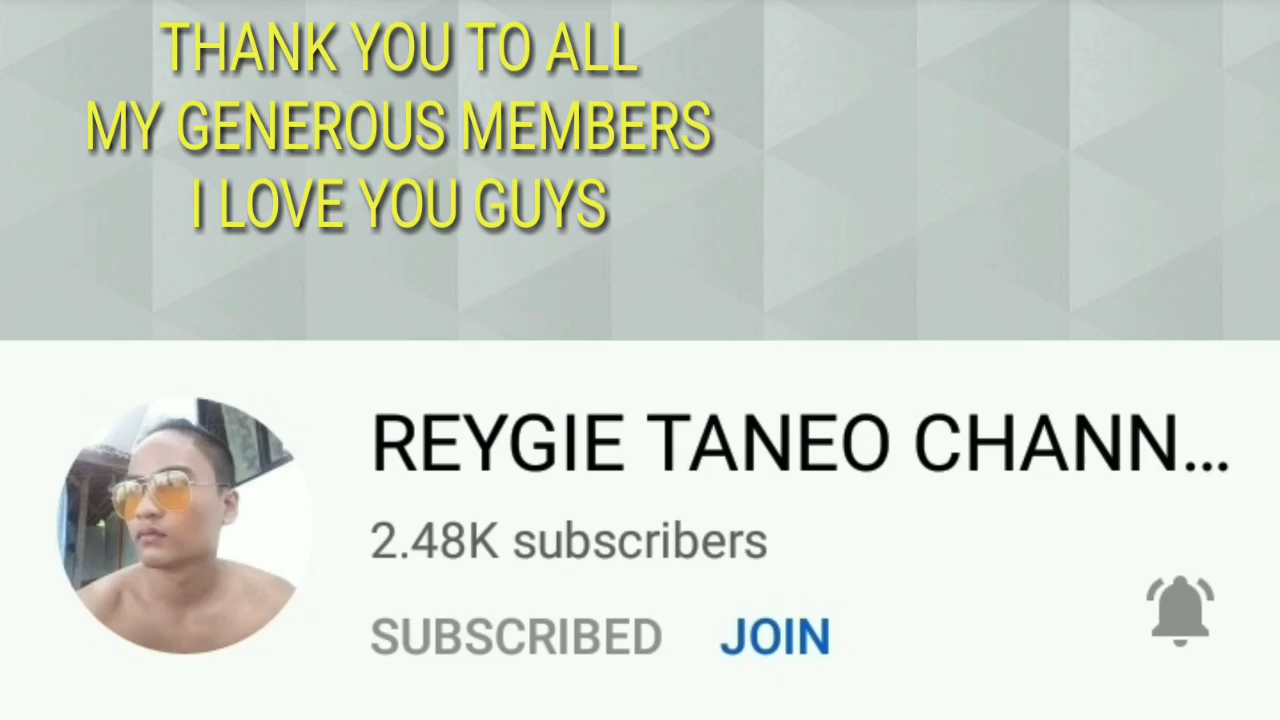 THANK YOU TO ALL
MY GENEROUS MEMBERS
I LOVE YOU GUYS
REYGIE TANEO CHANN...
2.48K subscribers
SUBSCRIBED JOIN